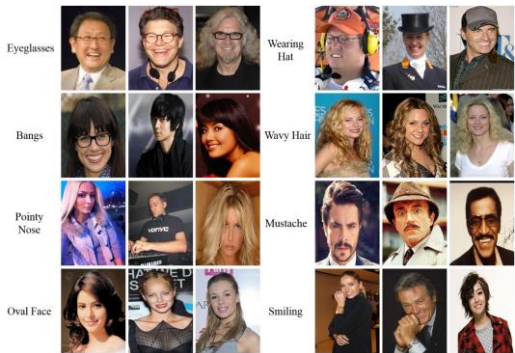 Eyeglasses
Wearing
Hat
Bangs
Wavy Hair
Pointy
Nose
Mustache
Oval Face
Smiling